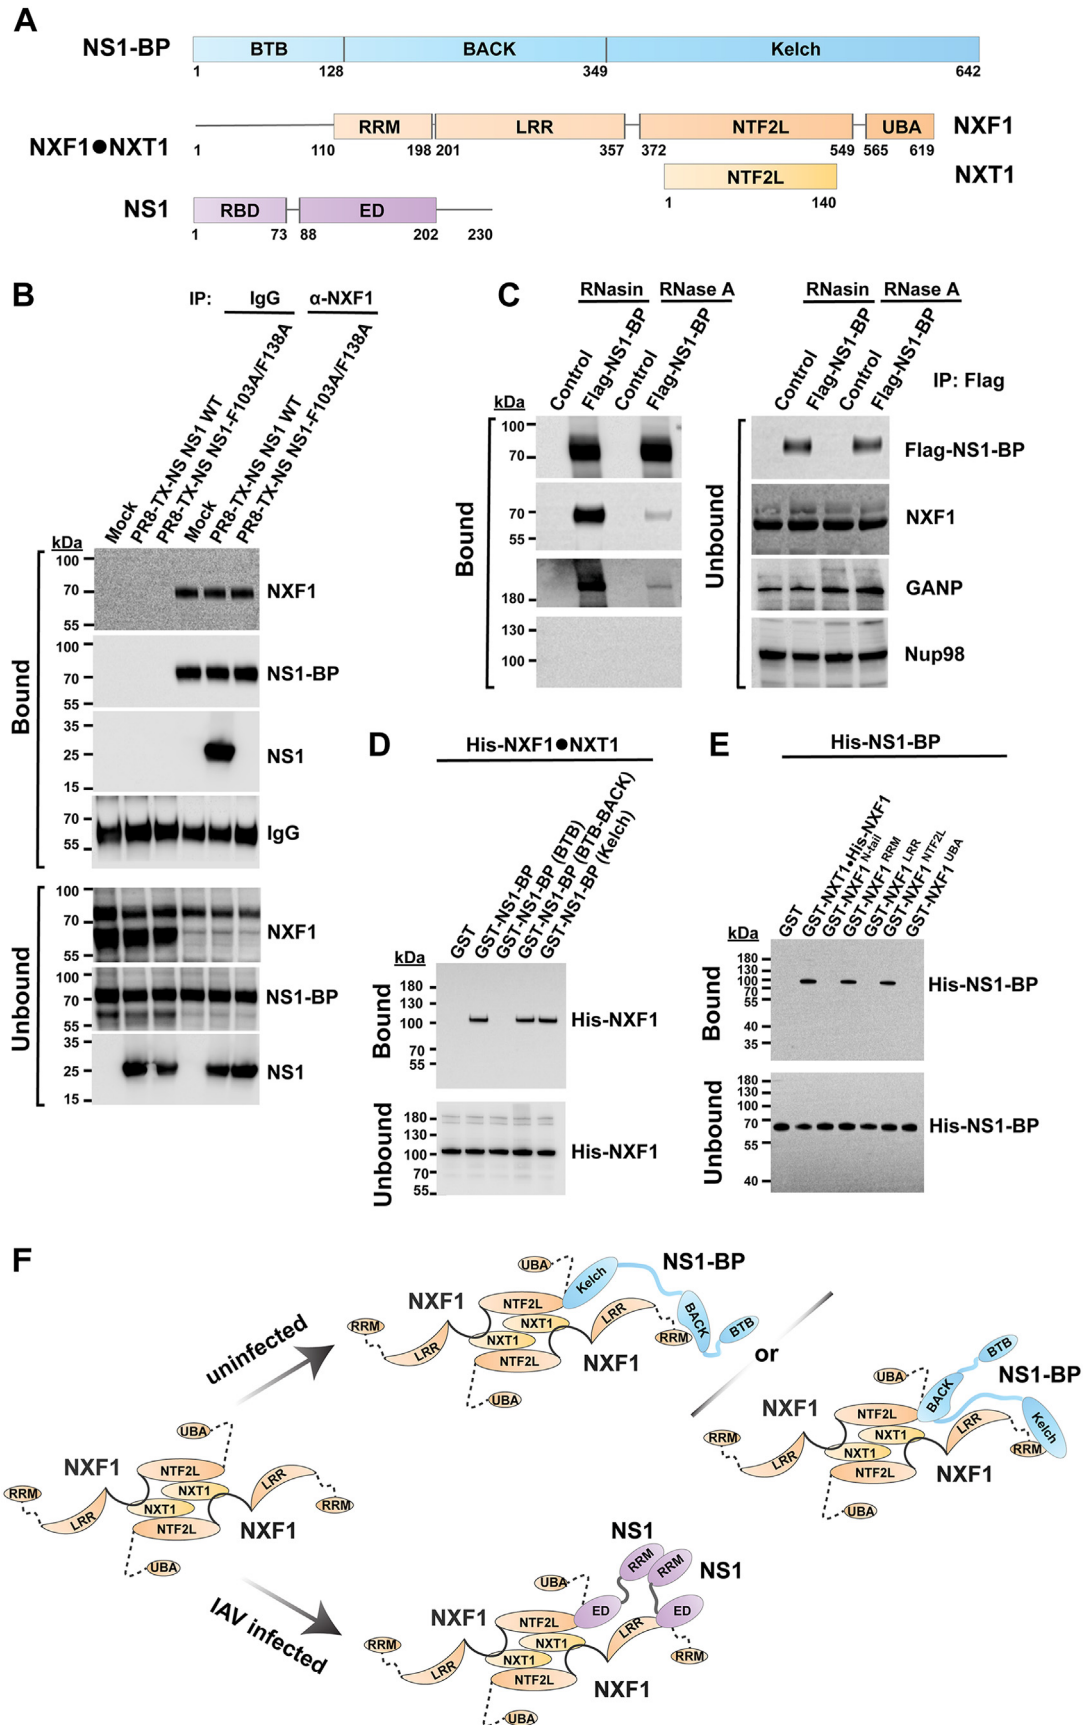 A
NS1-BP
BTB
BACK
Kelch
1
128
349
642
NXF1●NXT1
RRM
LRR
NTF2L
UBA
NXF1
1
110
198
201
357
372
549
565
619
NTF2L
NXT1
1
140
NS1
RBD
ED
1
73
88
202
230
B
IP:
IgG
α-NXF1
Mock
PR8-TX-NS NS1 WT
PR8-TX-NS NS1-F103A/F138A
Mock
PR8-TX-NS NS1 WT
PR8-TX-NS NS1-F103A/F138A
kDa
Bound
100
70
55
NXF1
100
70
55
NS1-BP
35
25
15
NS1
70
55
IgG
Unbound
100
70
55
NXF1
100
70
55
NS1-BP
35
25
15
NS1
C
RNasin
RNase A
RNasin
RNase A
Control
Flag-NS1-BP
Control
Flag-NS1-BP
Control
Flag-NS1-BP
Control
Flag-NS1-BP
IP: Flag
kDa
Bound
100
70
70
55
180
130
100
Unbound
Flag-NS1-BP
NXF1
GANP
Nup98
D
His-NXF1●NXT1
GST
GST-NS1-BP
GST-NS1-BP (BTB)
GST-NS1-BP (BTB-BACK)
GST-NS1-BP (Kelch)
kDa
Bound
180
130
100
70
55
His-NXF1
Unbound
180
130
100
70
55
His-NXF1
E
His-NS1-BP
GST
GST-NXT1●His-NXF1
GST-NXF1 N-tail
GST-NXF1 RRM
GST-NXF1 LRR
GST-NXF1 NTF2L
GST-NXF1 UBA
kDa
Bound
180
130
100
70
55
40
35
His-NS1-BP
Unbound
180
130
100
70
55
40
His-NS1-BP
F
uninfected
IAV infected
UBA
NXF1
NTF2L
NXT1
LRR
RRM
NXT1
NTF2L
LRR
RRM
NXF1
UBA
UBA
Kelch
NS1-BP
NXF1
NTF2L
NXT1
LRR
RRM
BACK
BTB
RRM
LRR
NXT1
NTF2L
NXF1
UBA
or
BTB
NS1-BP
UBA
BACK
NXF1
NTF2L
NXT1
LRR
Kelch
RRM
RRM
LRR
NXT1
NTF2L
NXF1
UBA
NS1
RRM
RRM
NS1
UBA
ED
ED
NXF1
NTF2L
NXT1
LRR
RRM
RRM
LRR
NXT1
NTF2L
NXF1
UBA